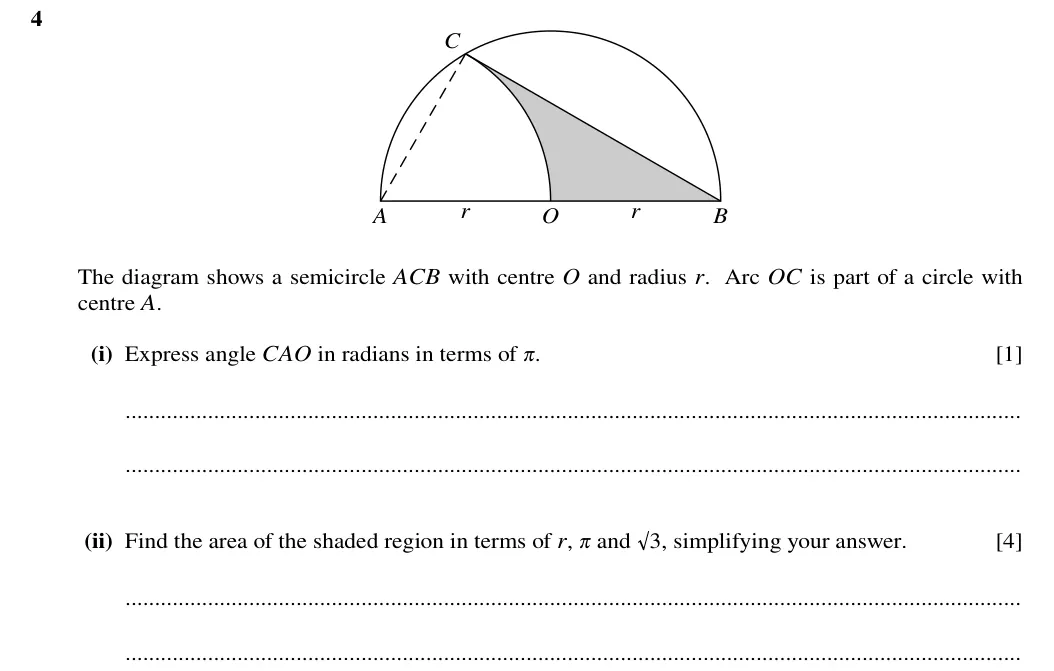 4
C
A r O r B
The diagram shows a semicircle ACB with centre O and radius r. Arc OC is part of a circle with
centre A.
(i) Express angle CAO in radians in terms of π. [1]
(ii) Find the area of the shaded region in terms of r, π and √3, simplifying your answer. [4]